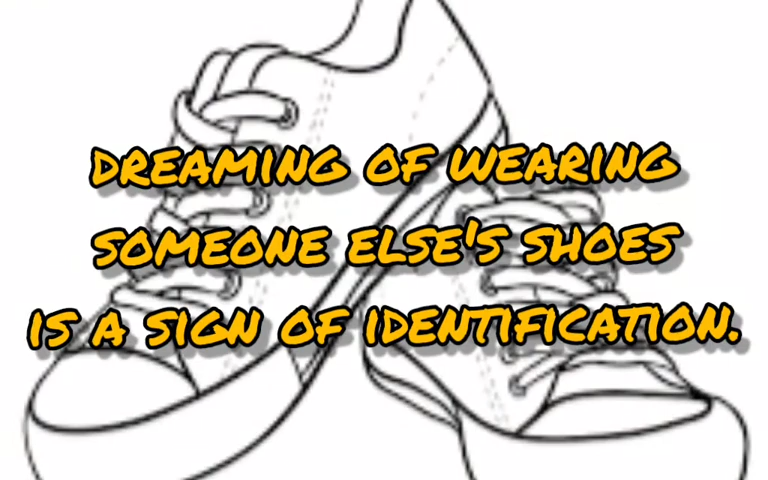 DREAMING OF WEARING
SOMEONE ELSE'S SHOES
IS A SIGN OF IDENTIFICATION.